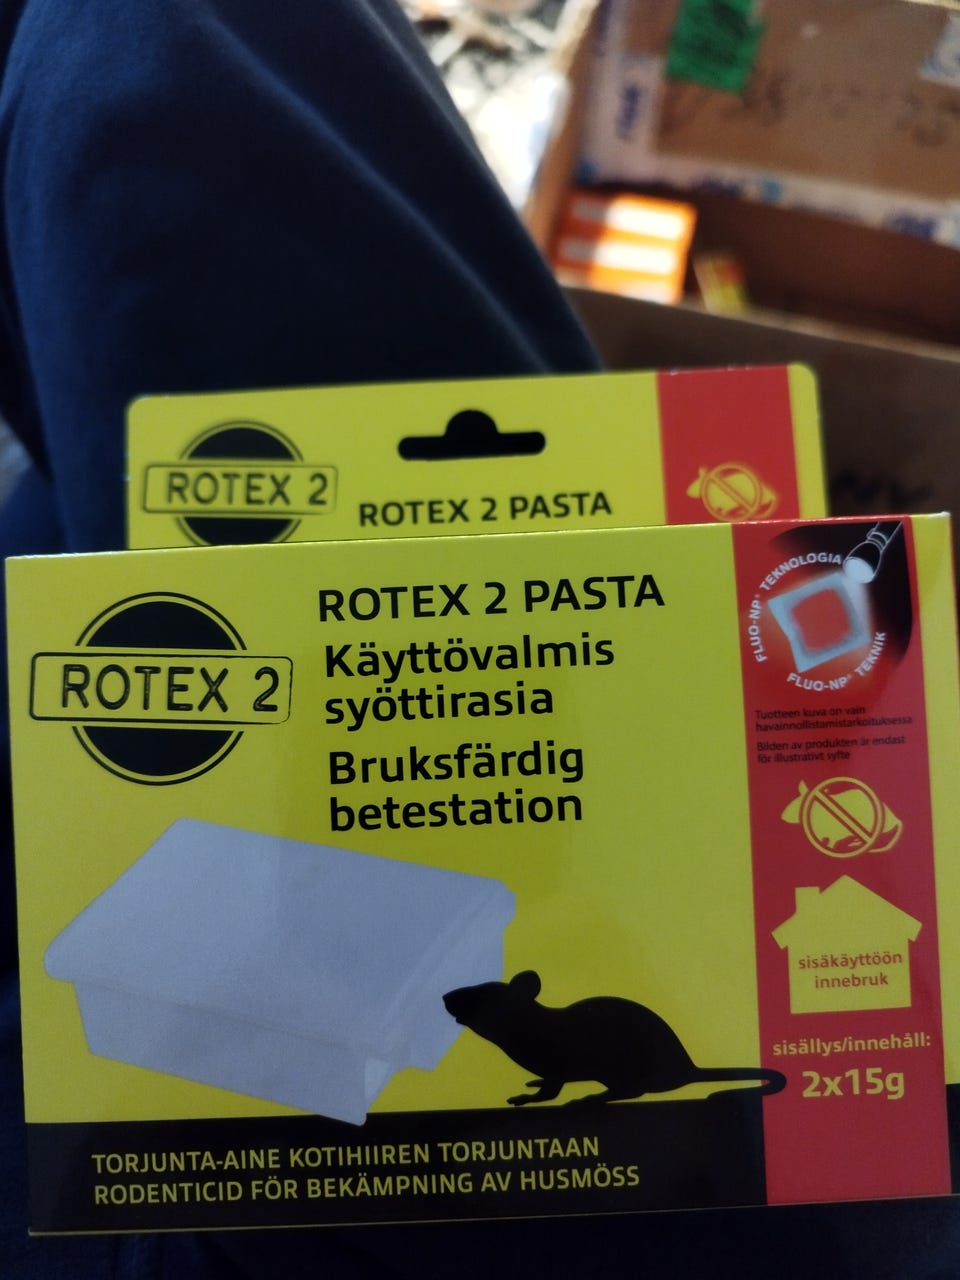 ROTEX 2
ROTEX 2 PASTA
ROTEX 2
ROTEX 2 PASTA
Käyttövalmis
syöttirasia
Bruksfärdig
betestation
FLUO-NP® TEKNOLOGIA
FLUO-NP® TEKNIK
Tuotteen kuva on vain
havainnollistamistarkoituksessa
Bilden av produkten är endast
för illustrativt syfte
sisäkäyttöön
innebruk
sisällys/innehåll:
2x15g
TORJUNTA-AINE KOTIHIIREN TORJUNTAAN
RODENTICID FÖR BEKÄMPNING AV HUSMÖSS